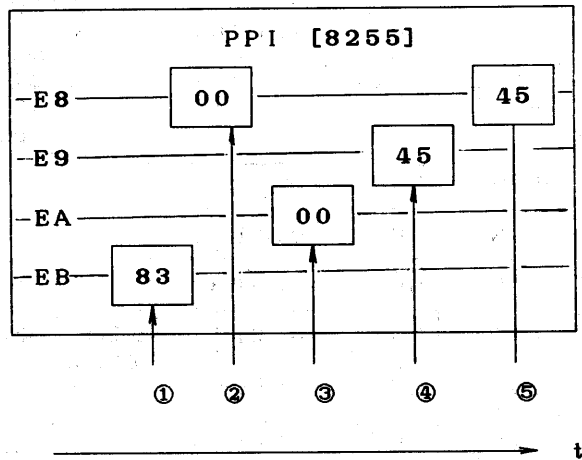 PPI [8255]
E8 00 45
E9 45
EA 00
EB 83
① ② ③ ④ ⑤
t